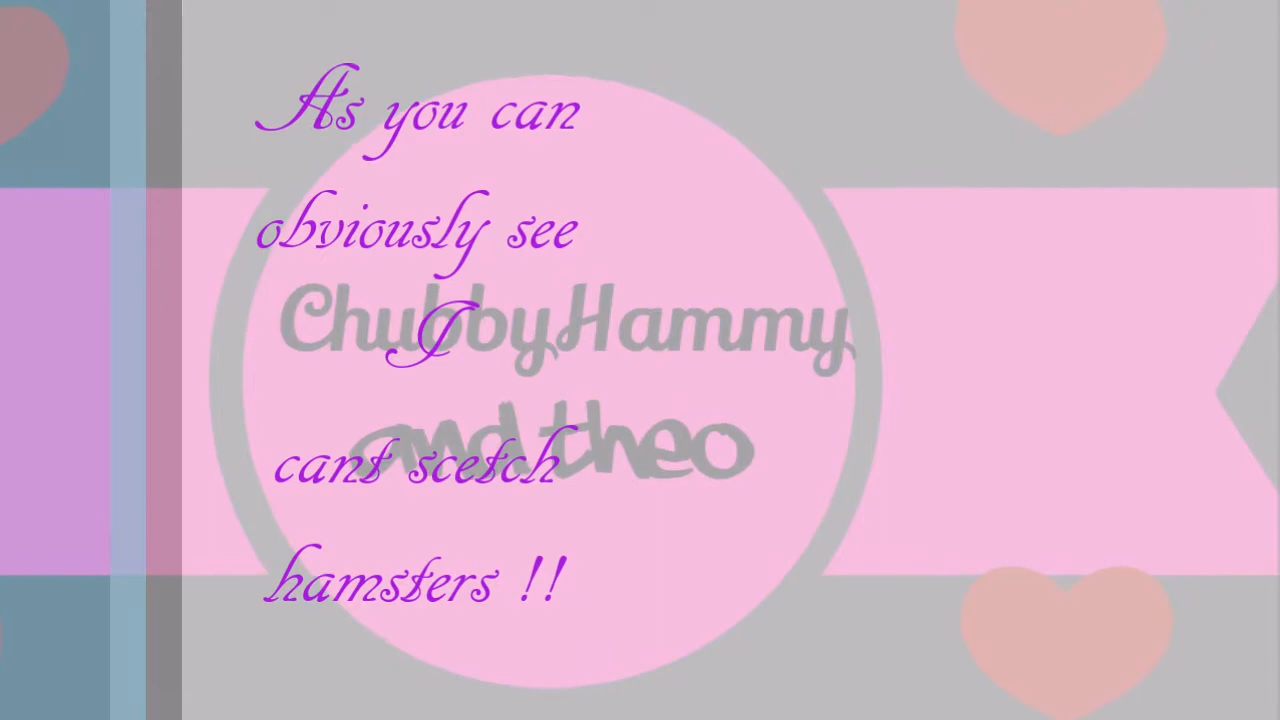 As you can
obviously see
I
cant scetch
hamsters !!
ChubbyHammy
and theo